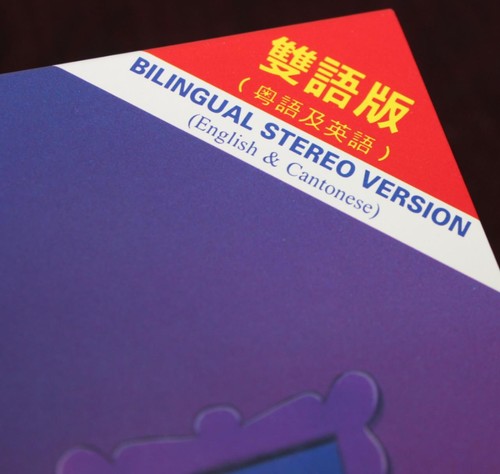 雙語版
(粵語及英語)
BILINGUAL STEREO VERSION
(English & Cantonese)